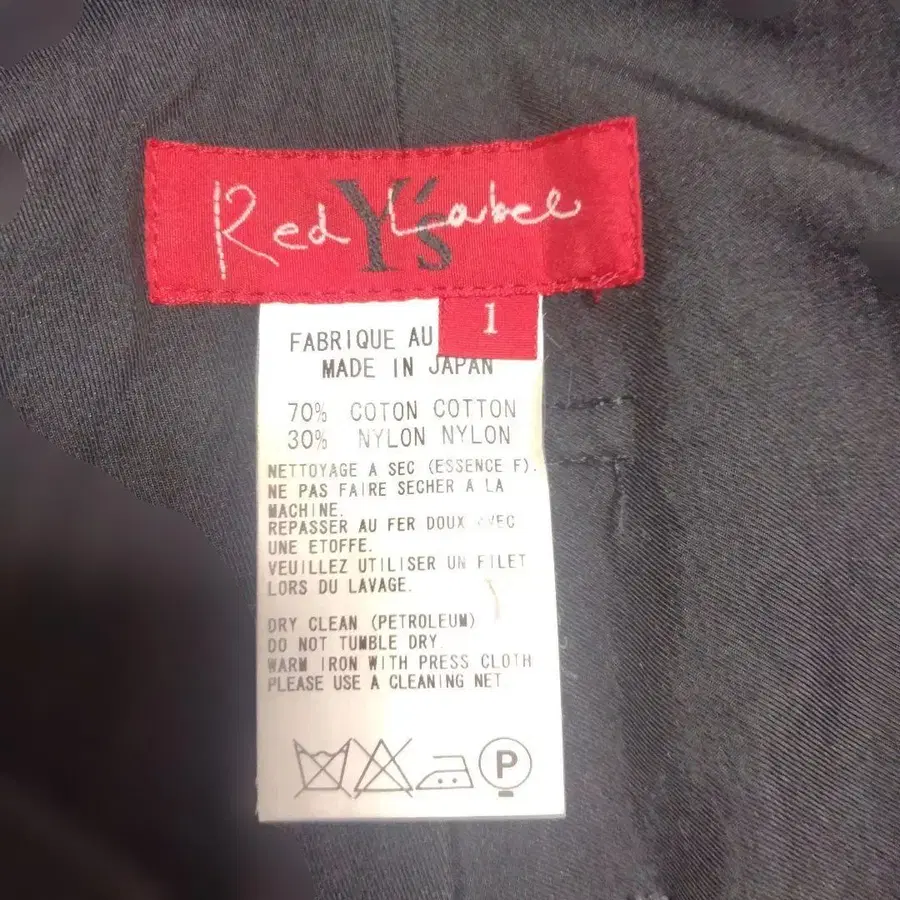 Red Y's Label
1
FABRIQUE AU
MADE IN JAPAN
70% COTON COTTON
30% NYLON NYLON
NETTOYAGE A SEC (ESSENCE F).
NE PAS FAIRE SECHER A LA
MACHINE.
REPASSER AU FER DOUX AVEC
UNE ETOFFE.
VEUILLEZ UTILISER UN FILET
LORS DU LAVAGE.
DRY CLEAN (PETROLEUM)
DO NOT TUMBLE DRY.
WARM IRON WITH PRESS CLOTH
PLEASE USE A CLEANING NET
P